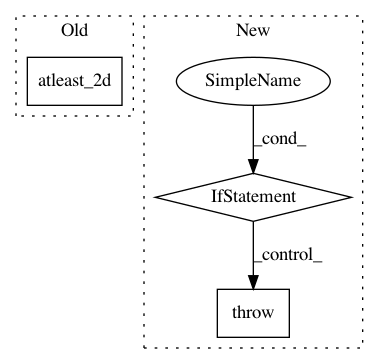 Old
New
atleast_2d
SimpleName
_cond_
IfStatement
_control_
throw